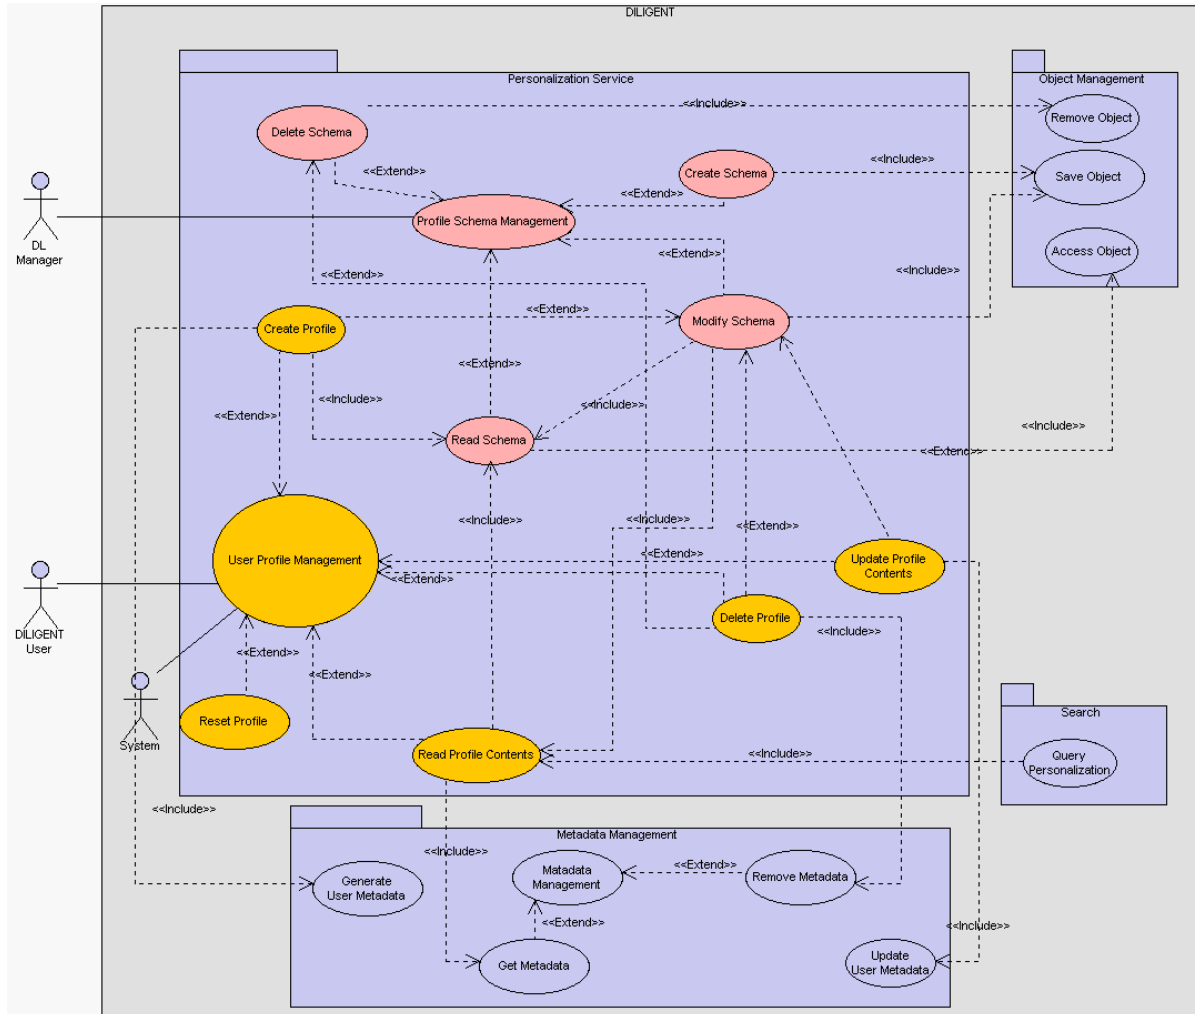 DILIGENT
Personalization Service
Object Management
<<Include>>
Remove Object
Delete Schema
<<Extend>>
Create Schema
<<Include>>
Save Object
<<Extend>>
Profile Schema Management
DL
Manager
<<Extend>>
<<Extend>>
<<Include>>
Access Object
Create Profile
<<Extend>>
Modify Schema
<<Extend>>
<<Include>>
<<Include>>
<<Extend>>
<<Include>>
Read Schema
<<Extend>>
<<Include>>
<<Include>>
<<Extend>>
User Profile Management
<<Extend>>
Update Profile
Contents
<<Extend>>
DILIGENT
User
Delete Profile
<<Include>>
<<Extend>>
<<Extend>>
Reset Profile
System
Search
Read Profile Contents
<<Include>>
Query
Personalization
<<Include>>
Metadata Management
<<Include>>
Generate
User Metadata
Matadata
Management
<<Extend>>
Remove Metadata
<<Extend>>
<<Include>>
Get Metadata
Update
User Metadata